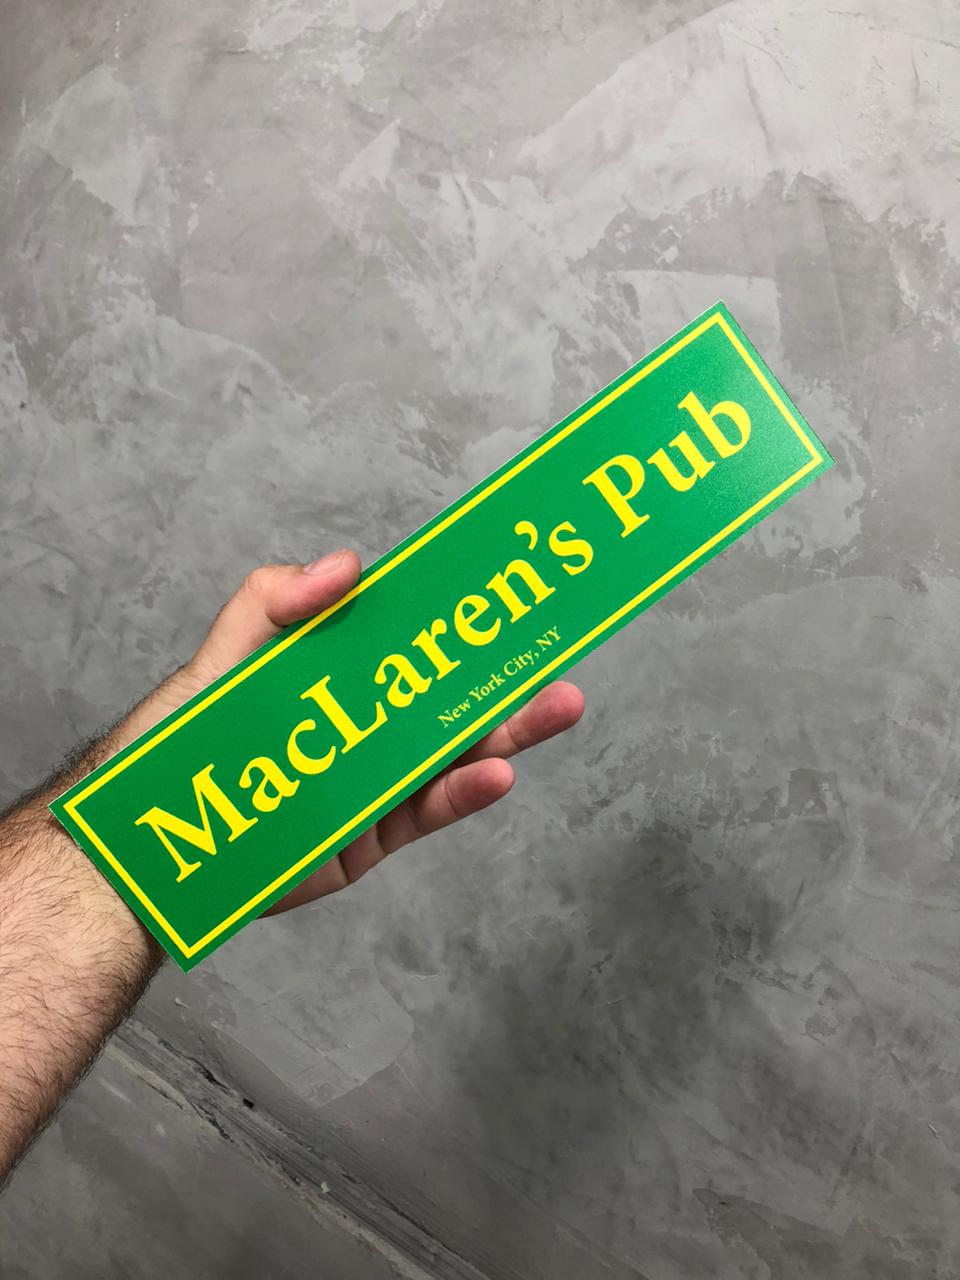 MacLaren’s Pub
New York City, NY